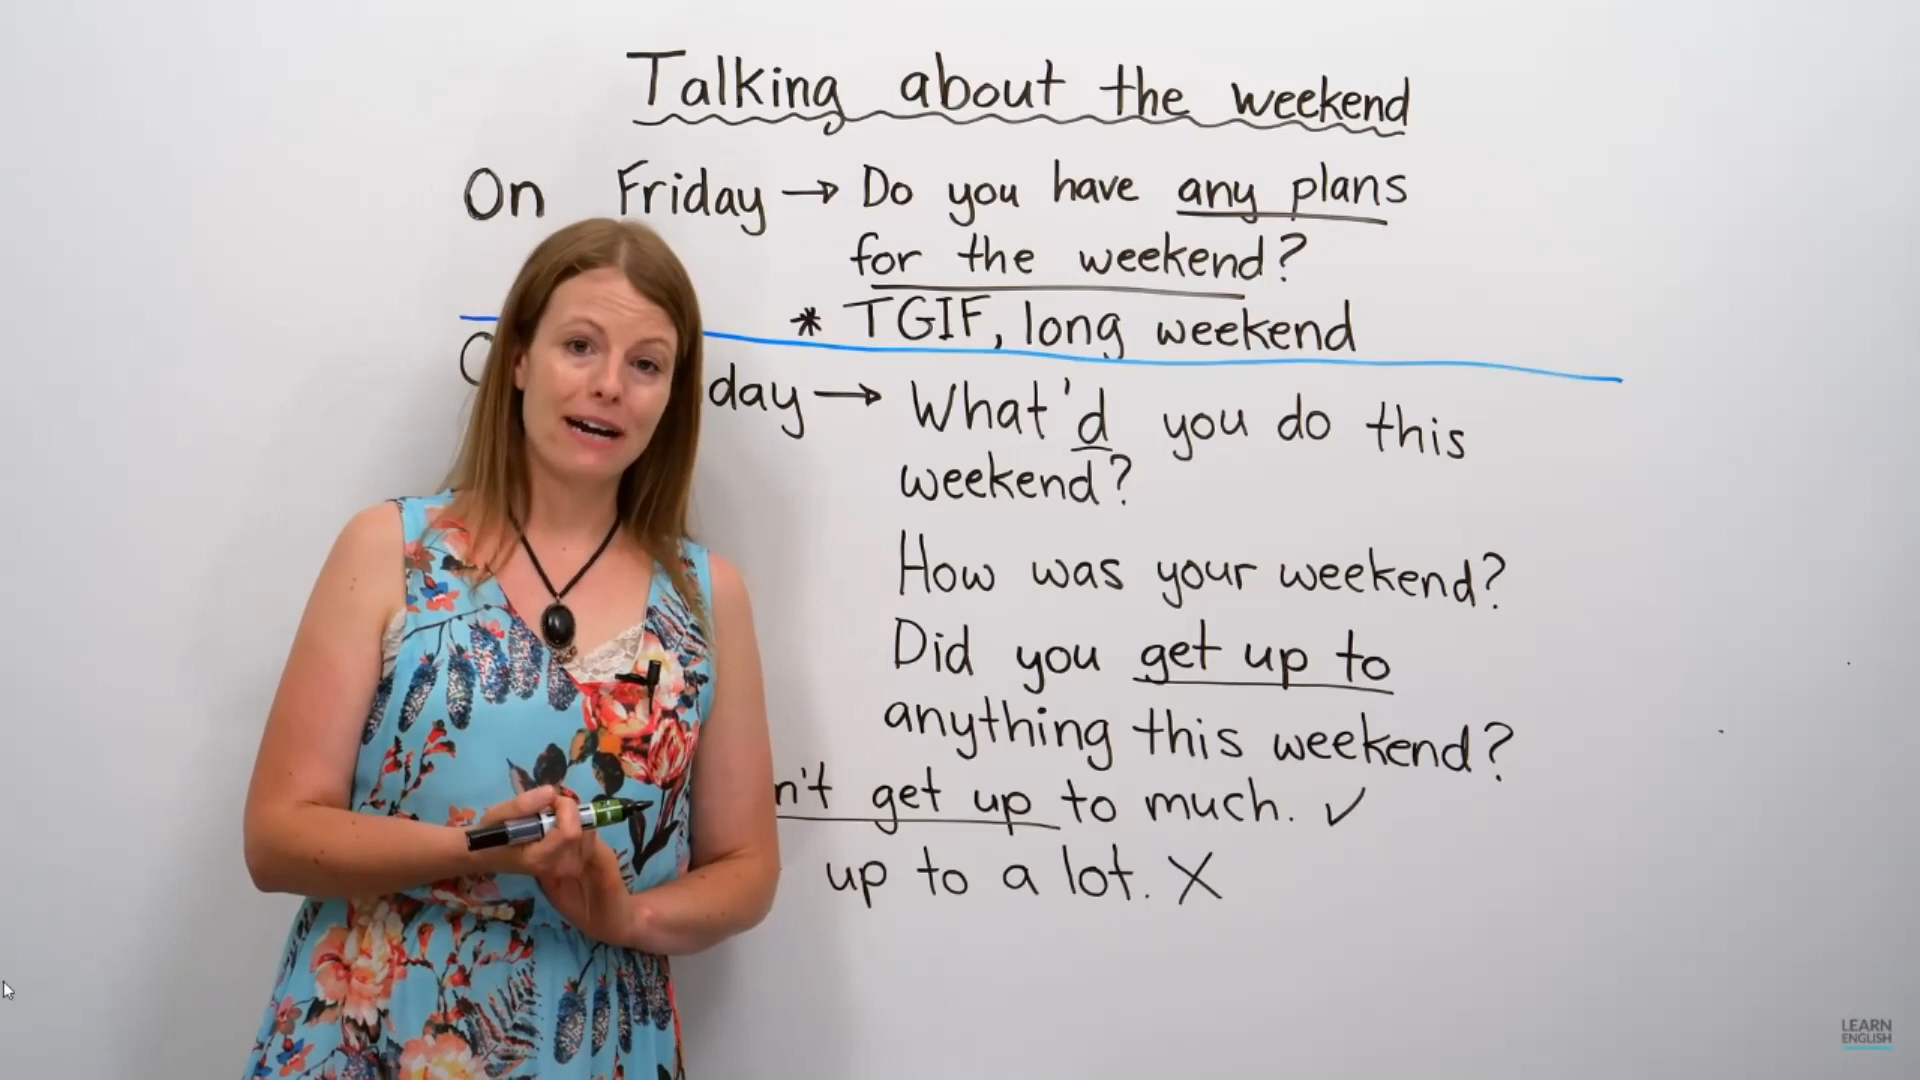 Talking about the weekend
On Friday → Do you have any plans
for the weekend?
* TGIF, long weekend
day → What'd you do this
weekend?
How was your weekend?
Did you get up to
anything this weekend?
n't get up to much. ✓
up to a lot. X
LEARN
ENGLISH